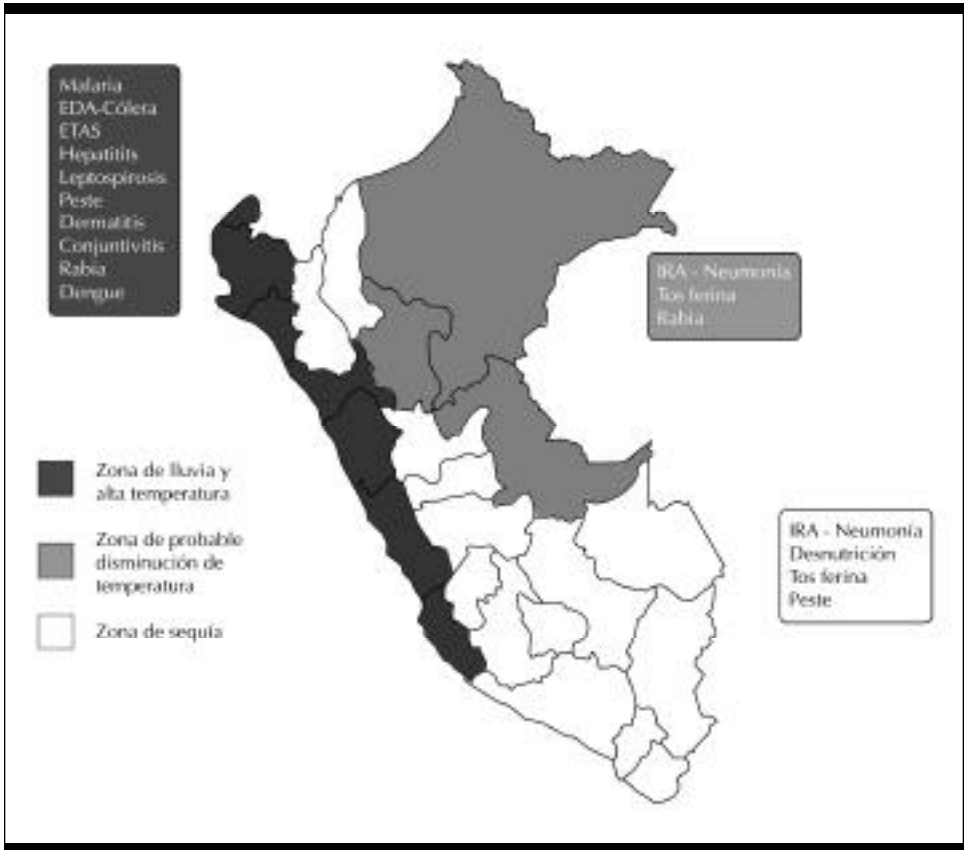 Malaria
EDA-Cólera
ETAS
Hepatitits
Leptospirosis
Peste
Dermatitis
Conjuntivitis
Rabia
Dengue
IRA - Neumonía
Tos ferina
Rabia
Zona de lluvia y
alta temperatura
Zona de probable
disminución de
temperatura
Zona de sequía
IRA - Neumonía
Desnutrición
Tos ferina
Peste